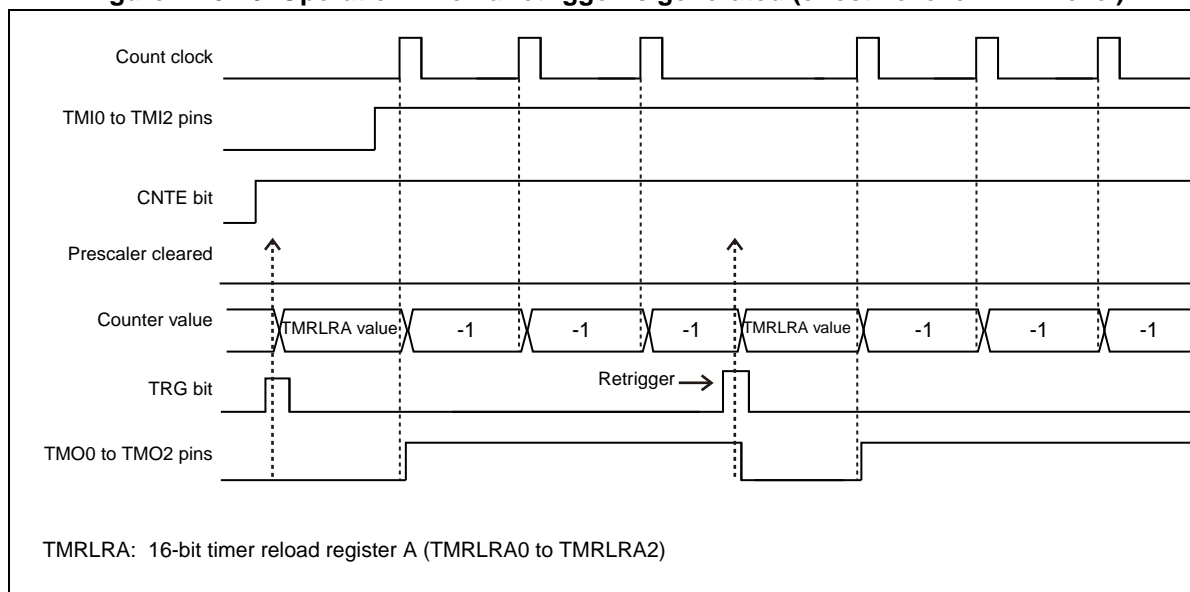 Count clock
TMI0 to TMI2 pins
CNTE bit
Prescaler cleared
Counter value
TMRLRA value
-1
-1
-1
TMRLRA value
-1
-1
-1
TRG bit
Retrigger
TMO0 to TMO2 pins
TMRLRA: 16-bit timer reload register A (TMRLRA0 to TMRLRA2)